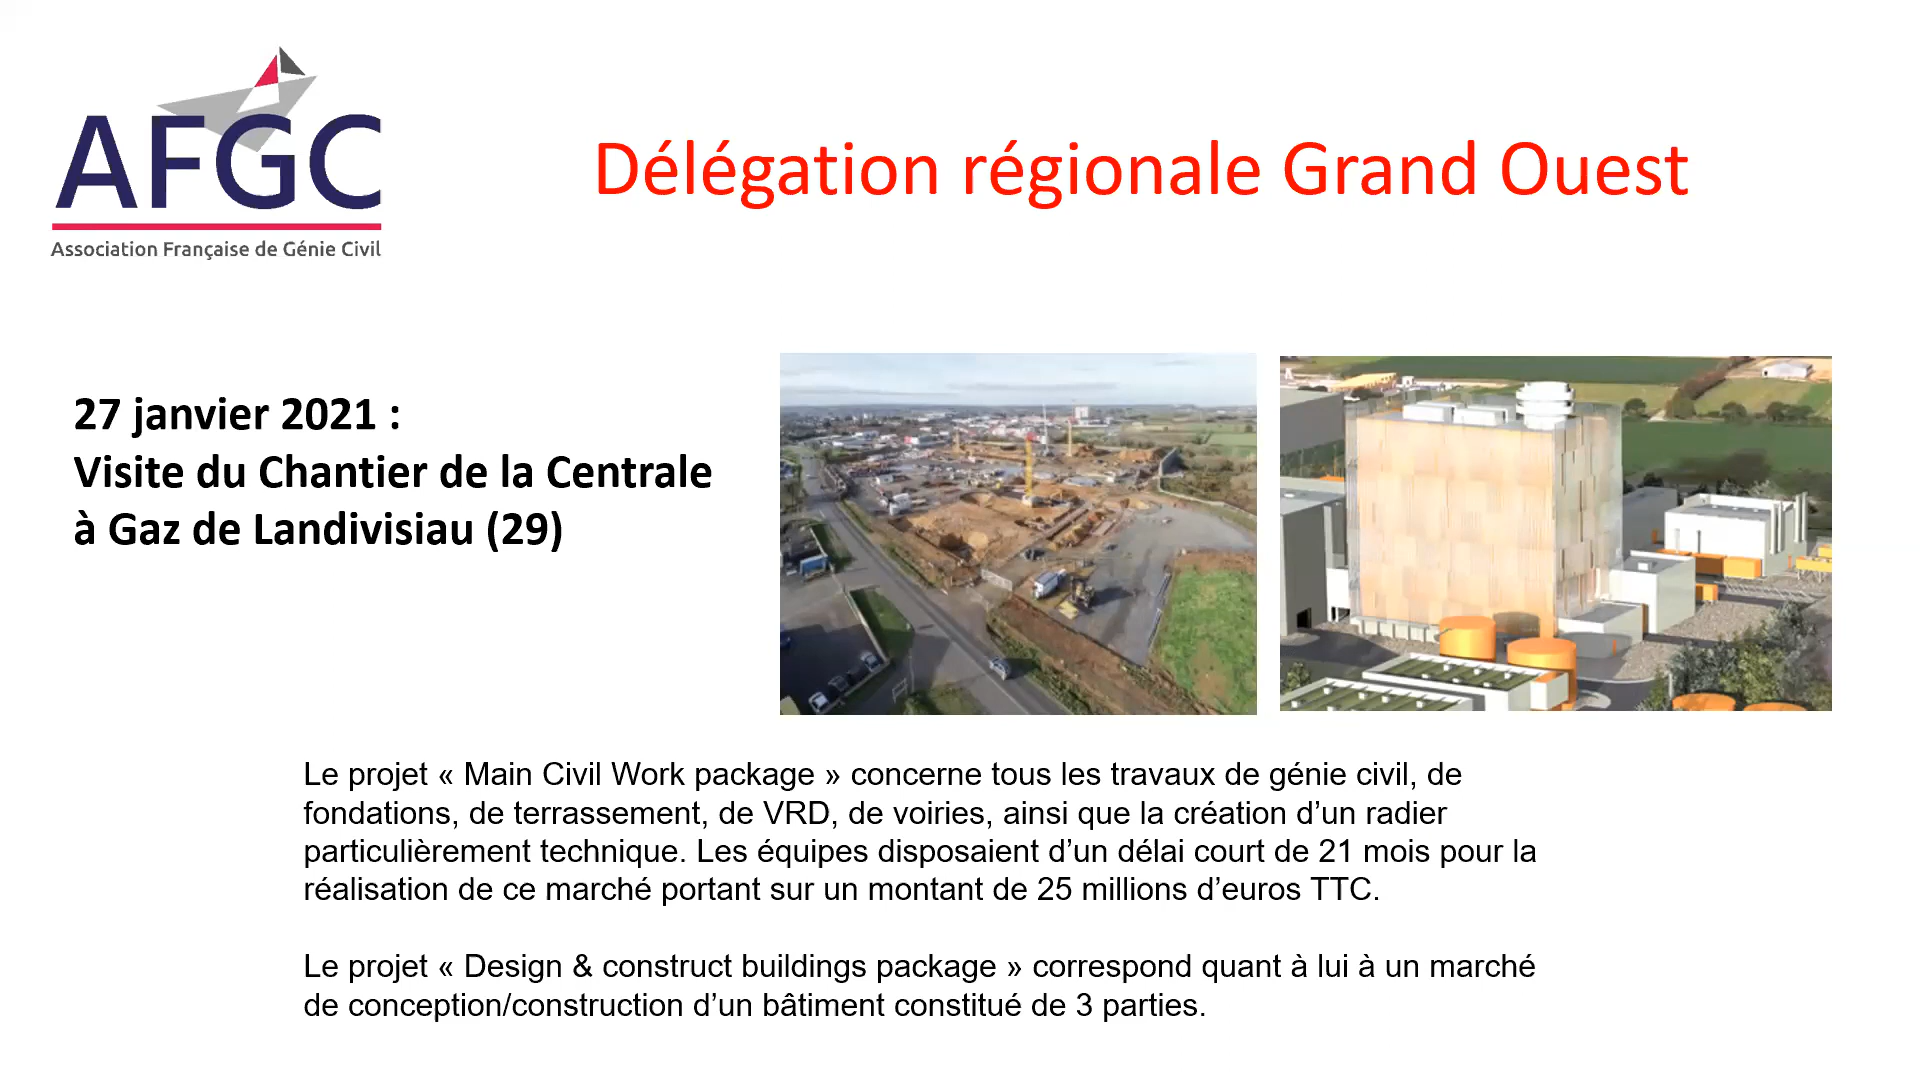 AFGC
Association Française de Génie Civil
Délégation régionale Grand Ouest
27 janvier 2021 :
Visite du Chantier de la Centrale
à Gaz de Landivisiau (29)
Le projet « Main Civil Work package » concerne tous les travaux de génie civil, de
fondations, de terrassement, de VRD, de voiries, ainsi que la création d’un radier
particulièrement technique. Les équipes disposaient d’un délai court de 21 mois pour la
réalisation de ce marché portant sur un montant de 25 millions d’euros TTC.
Le projet « Design & construct buildings package » correspond quant à lui à un marché
de conception/construction d’un bâtiment constitué de 3 parties.